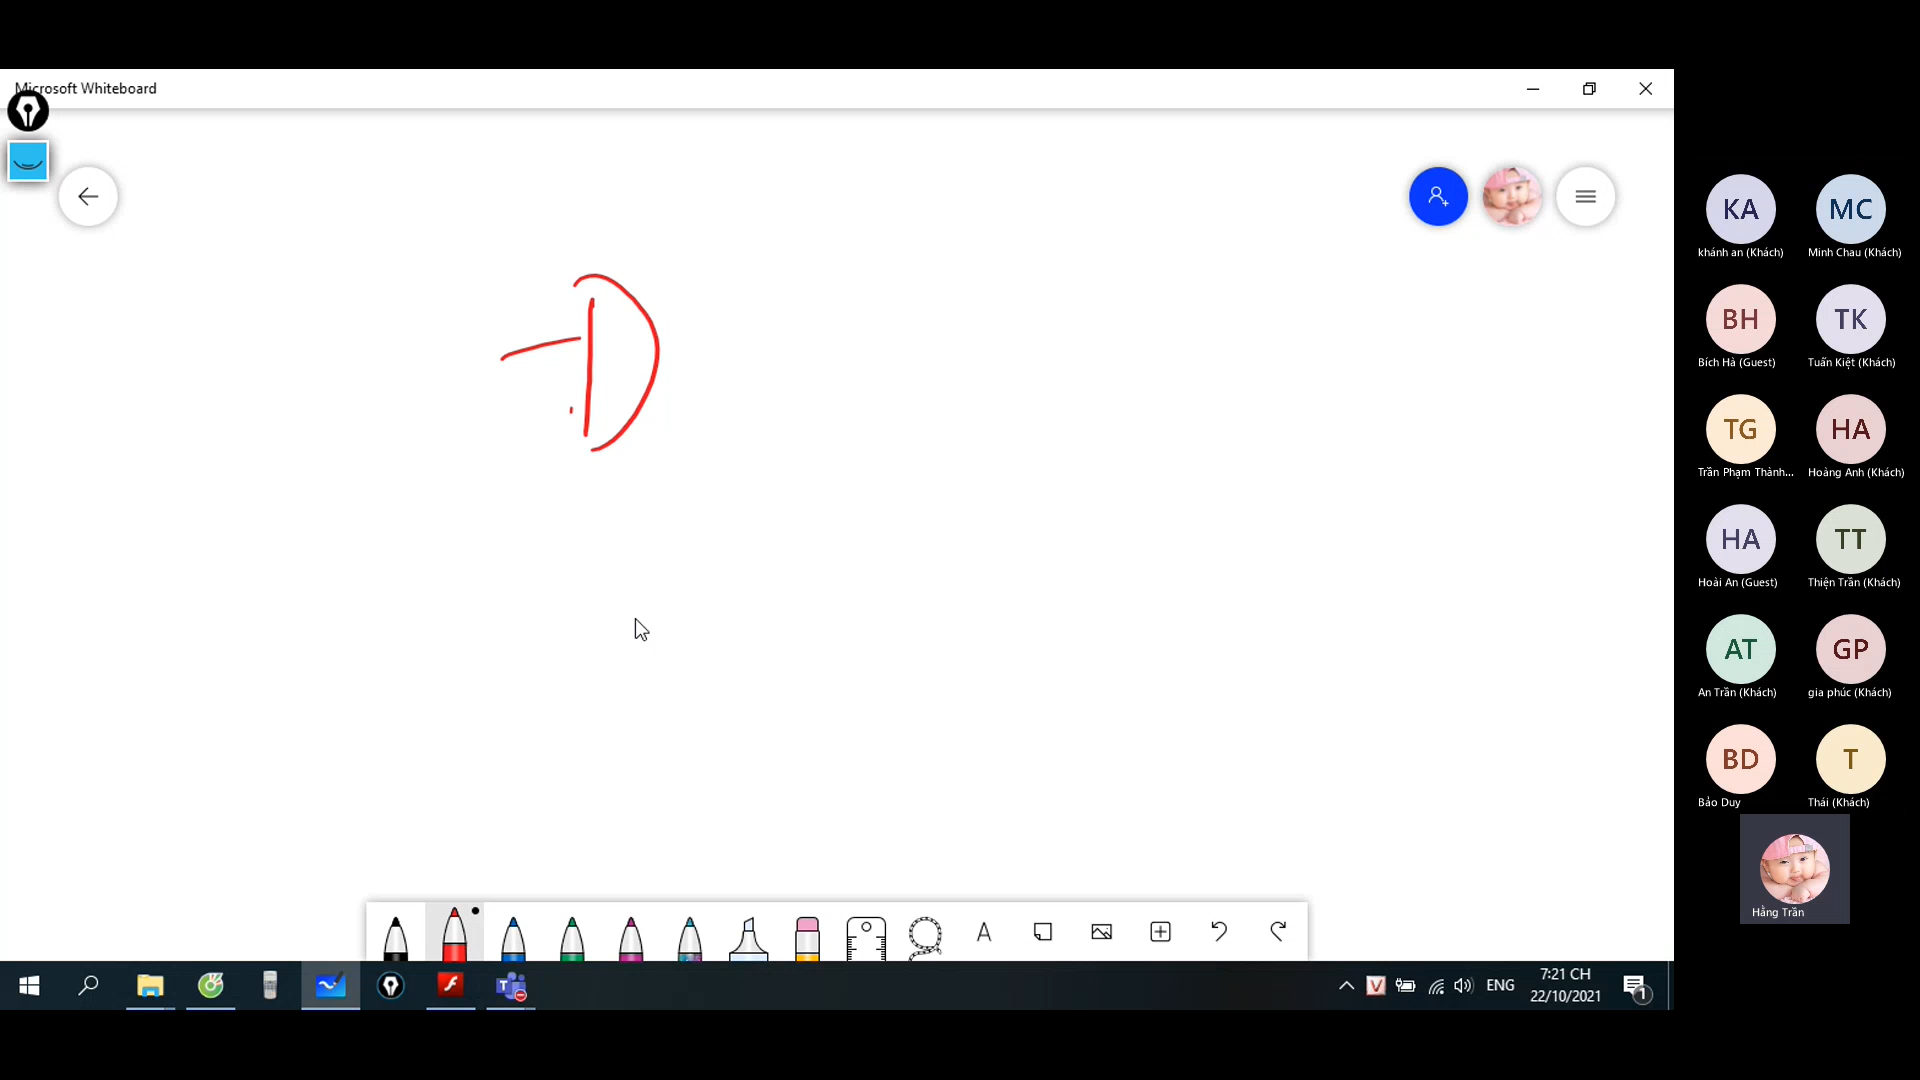 Microsoft Whiteboard
D
KA
MC
khánh an (Khách)
Minh Chau (Khách)
BH
TK
Bích Hà (Guest)
Tuấn Kiệt (Khách)
TG
HA
Trần Phạm Thành...
Hoàng Anh (Khách)
HA
TT
Hoài An (Guest)
Thiện Trần (Khách)
AT
GP
An Trần (Khách)
gia phúc (Khách)
BD
T
Bảo Duy
Thái (Khách)
Hằng Trần
A
ENG
7:21 CH
22/10/2021
1